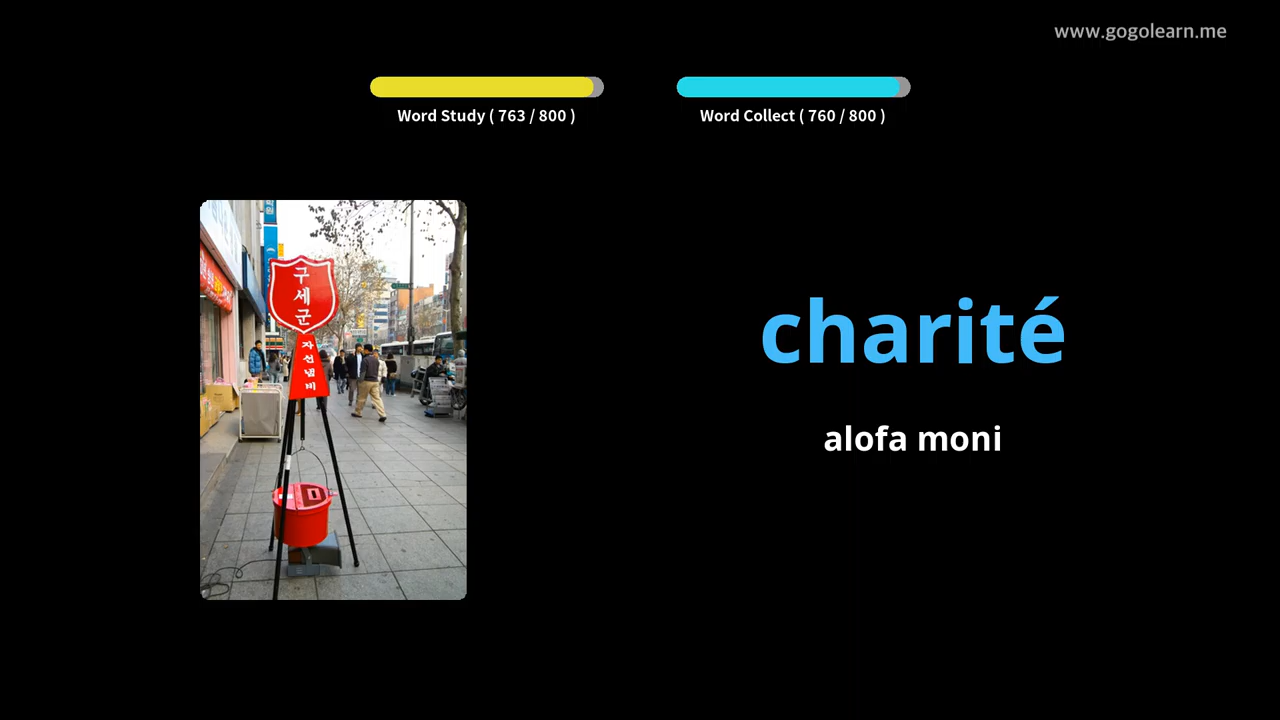 www.gogolearn.me
Word Study ( 763 / 800 )
Word Collect ( 760 / 800 )
구
세
군
자
선
냄
비
charité
alofa moni